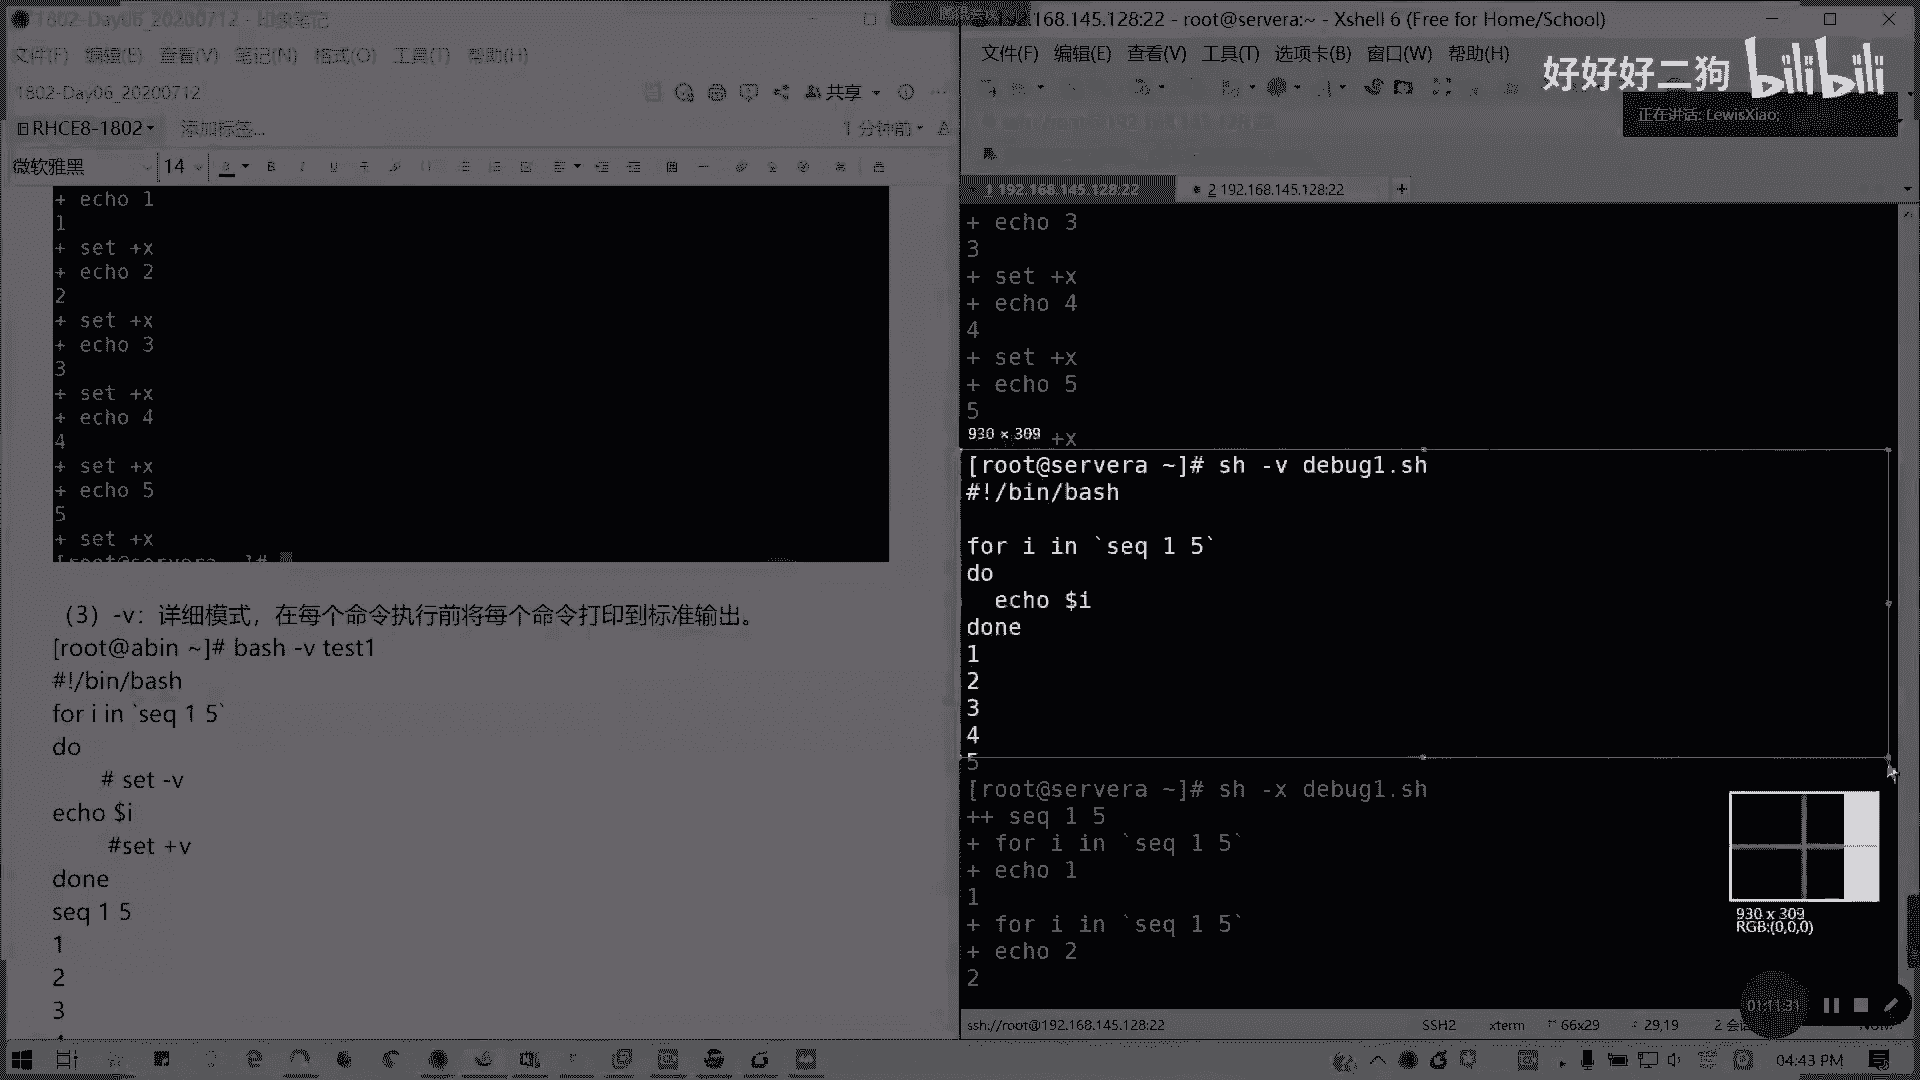 1802-Day06_20200712 - 印象笔记
文件(F) 编辑(E) 查看(V) 笔记(N) 格式(O) 工具(T) 帮助(H)
1802-Day06_20200712
共享
RHCE8-1802
添加标签...
1 分钟前
微软雅黑
14
+ echo 1
1
+ set +x
+ echo 2
2
+ set +x
+ echo 3
3
+ set +x
+ echo 4
4
+ set +x
+ echo 5
5
+ set +x
[root@servera ~]#
（3）-v：详细模式，在每个命令执行前将每个命令打印到标准输出。
[root@abin ~]# bash -v test1
#!/bin/bash
for i in `seq 1 5`
do
# set -v
echo $i
#set +v
done
seq 1 5
1
2
3
192.168.145.128:22 - root@servera:~ - Xshell 6 (Free for Home/School)
文件(F) 编辑(E) 查看(V) 工具(T) 选项卡(B) 窗口(W) 帮助(H)
好好好二狗 bilibili
正在讲话: LewisXiao;
1 192.168.145.128:22
2 192.168.145.128:22
+ echo 3
3
+ set +x
+ echo 4
4
+ set +x
+ echo 5
5
930 × 309
+x
[root@servera ~]# sh -v debug1.sh
#!/bin/bash
for i in `seq 1 5`
do
echo $i
done
1
2
3
4
5
[root@servera ~]# sh -x debug1.sh
++ seq 1 5
+ for i in `seq 1 5`
+ echo 1
1
+ for i in `seq 1 5`
+ echo 2
2
930 x 309
RGB:(0,0,0)
01:11:31
ssh://root@192.168.145.128:22
SSH2
xterm
66x29
29,19
2 会话
NUM
04:43 PM